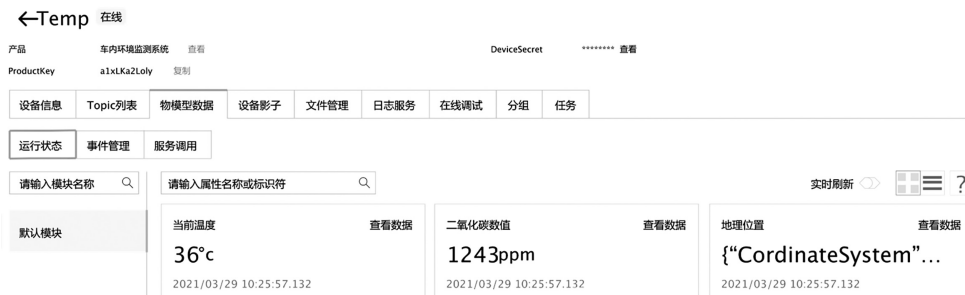 ←Temp 在线
产品 车内环境监测系统 查看 DeviceSecret ******** 查看
ProductKey a1xLKa2Loly 复制
设备信息 Topic列表 物模型数据 设备影子 文件管理 日志服务 在线调试 分组 任务
运行状态 事件管理 服务调用
请输入模块名称 请输入属性名称或标识符 实时刷新 ?
默认模块
当前温度 查看数据 二氧化碳数值 查看数据 地理位置 查看数据
36°c 1243ppm {“CordinateSystem”...
2021/03/29 10:25:57.132 2021/03/29 10:25:57.132 2021/03/29 10:25:57.132